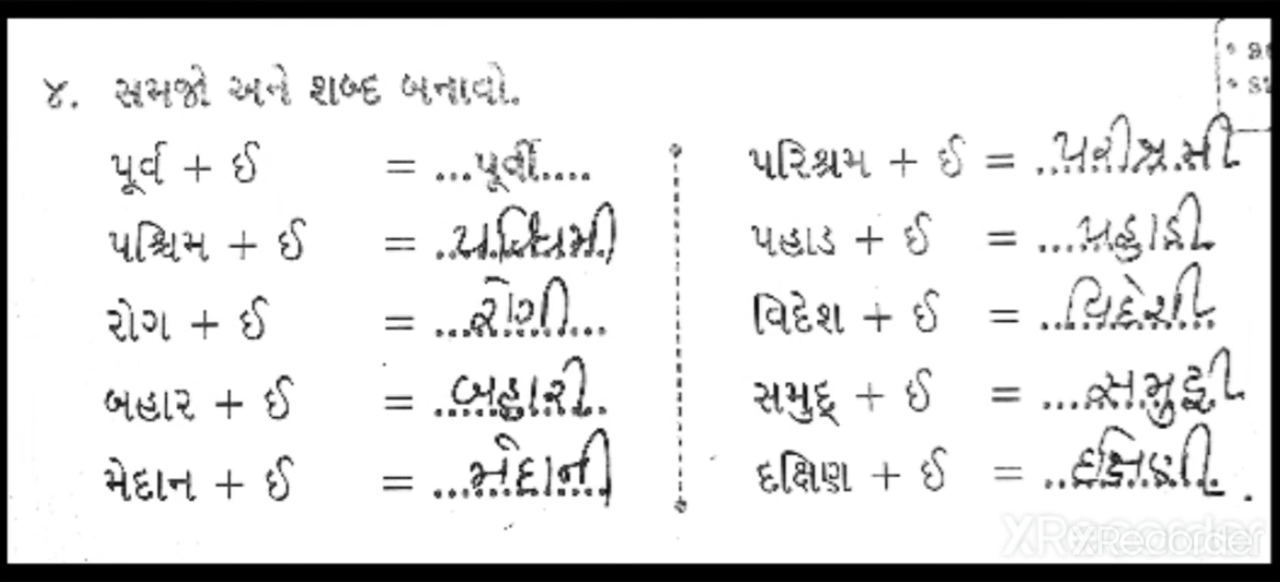 ૪. સમજો અને શબ્દ બનાવો.
પૂર્વ + ઈ = ...પૂર્વી.... પરિશ્રમ + ઈ = ..પરીશ્રમી
પશ્ચિમ + ઈ = ..પશ્ચિમી પહાડ + ઈ = ...પહાડી
રોગ + ઈ = ...રોગી... વિદેશ + ઈ = ..વિદેશી
બહાર + ઈ = ..બહારી.. સમુદ્ર + ઈ = ....સમુદ્રી
મેદાન + ઈ = ...મેદાની દક્ષિણ + ઈ = ..દક્ષિણી.
XRecorder